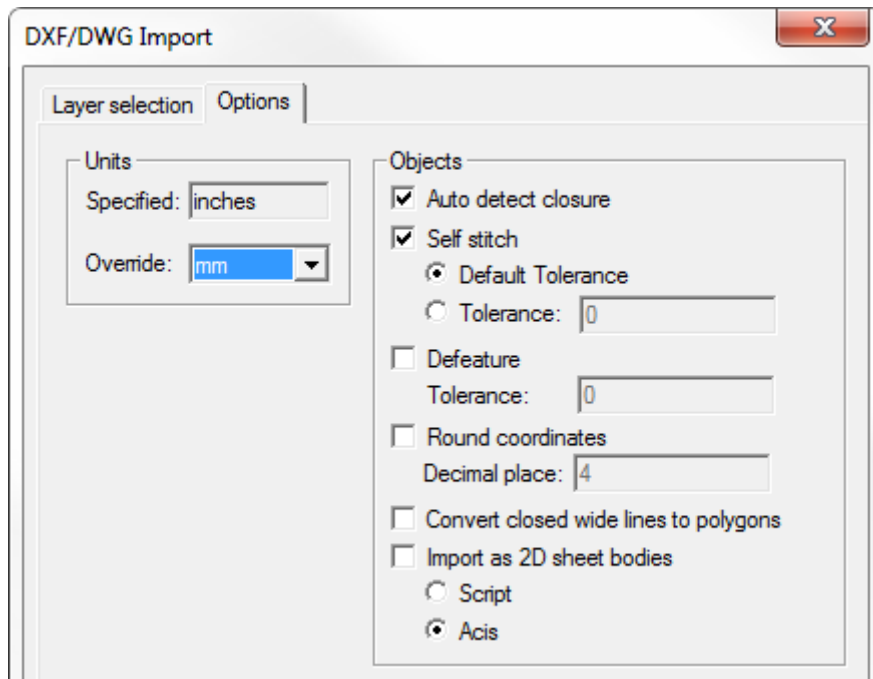 DXF/DWG Import
Layer selection
Options
Units
Specified: inches
Override: mm
Objects
Auto detect closure
Self stitch
Default Tolerance
Tolerance: 0
Defeature
Tolerance: 0
Round coordinates
Decimal place: 4
Convert closed wide lines to polygons
Import as 2D sheet bodies
Script
Acis